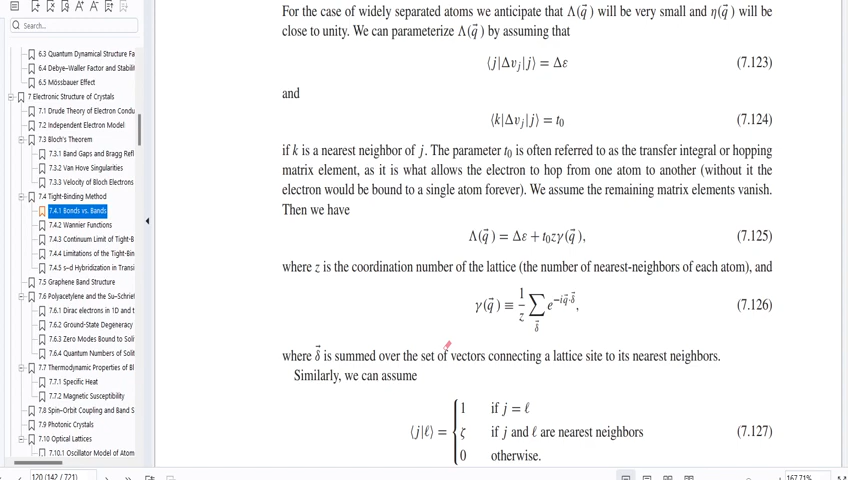 Search...
6.3 Quantum Dynamical Structure Fa
6.4 Debye–Waller Factor and Stabilit
6.5 Mössbauer Effect
7 Electronic Structure of Crystals
7.1 Drude Theory of Electron Condu
7.2 Independent Electron Model
7.3 Bloch's Theorem
7.3.1 Band Gaps and Bragg Refl
7.3.2 Van Hove Singularities
7.3.3 Velocity of Bloch Electrons
7.4 Tight-Binding Method
7.4.1 Bonds vs. Bands
7.4.2 Wannier Functions
7.4.3 Continuum Limit of Tight-B
7.4.4 Limitations of the Tight-Bin
7.4.5 s–d Hybridization in Transi
7.5 Graphene Band Structure
7.6 Polyacetylene and the Su–Schrief
7.6.1 Dirac electrons in 1D and t
7.6.2 Ground-State Degeneracy
7.6.3 Zero Modes Bound to Solit
7.6.4 Quantum Numbers of Solit
7.7 Thermodynamic Properties of Bl
7.7.1 Specific Heat
7.7.2 Magnetic Susceptibility
7.8 Spin–Orbit Coupling and Band S
7.9 Photonic Crystals
7.10 Optical Lattices
7.10.1 Oscillator Model of Atom
120 (142 / 721)
For the case of widely separated atoms we anticipate that Λ(q⃗) will be very small and η(q⃗) will be
close to unity. We can parameterize Λ(q⃗) by assuming that
⟨j|Δv_j|j⟩ = Δε (7.123)
and
⟨k|Δv_j|j⟩ = t₀ (7.124)
if k is a nearest neighbor of j. The parameter t₀ is often referred to as the transfer integral or hopping
matrix element, as it is what allows the electron to hop from one atom to another (without it the
electron would be bound to a single atom forever). We assume the remaining matrix elements vanish.
Then we have
Λ(q⃗) = Δε + t₀zγ(q⃗), (7.125)
where z is the coordination number of the lattice (the number of nearest-neighbors of each atom), and
γ(q⃗) ≡ 1/z ∑_δ⃗ e^{−iq⃗·δ⃗}, (7.126)
where δ⃗ is summed over the set of vectors connecting a lattice site to its nearest neighbors.
Similarly, we can assume
1 if j = ℓ
⟨j|ℓ⟩ = { ζ if j and ℓ are nearest neighbors (7.127)
0 otherwise.
167.71%